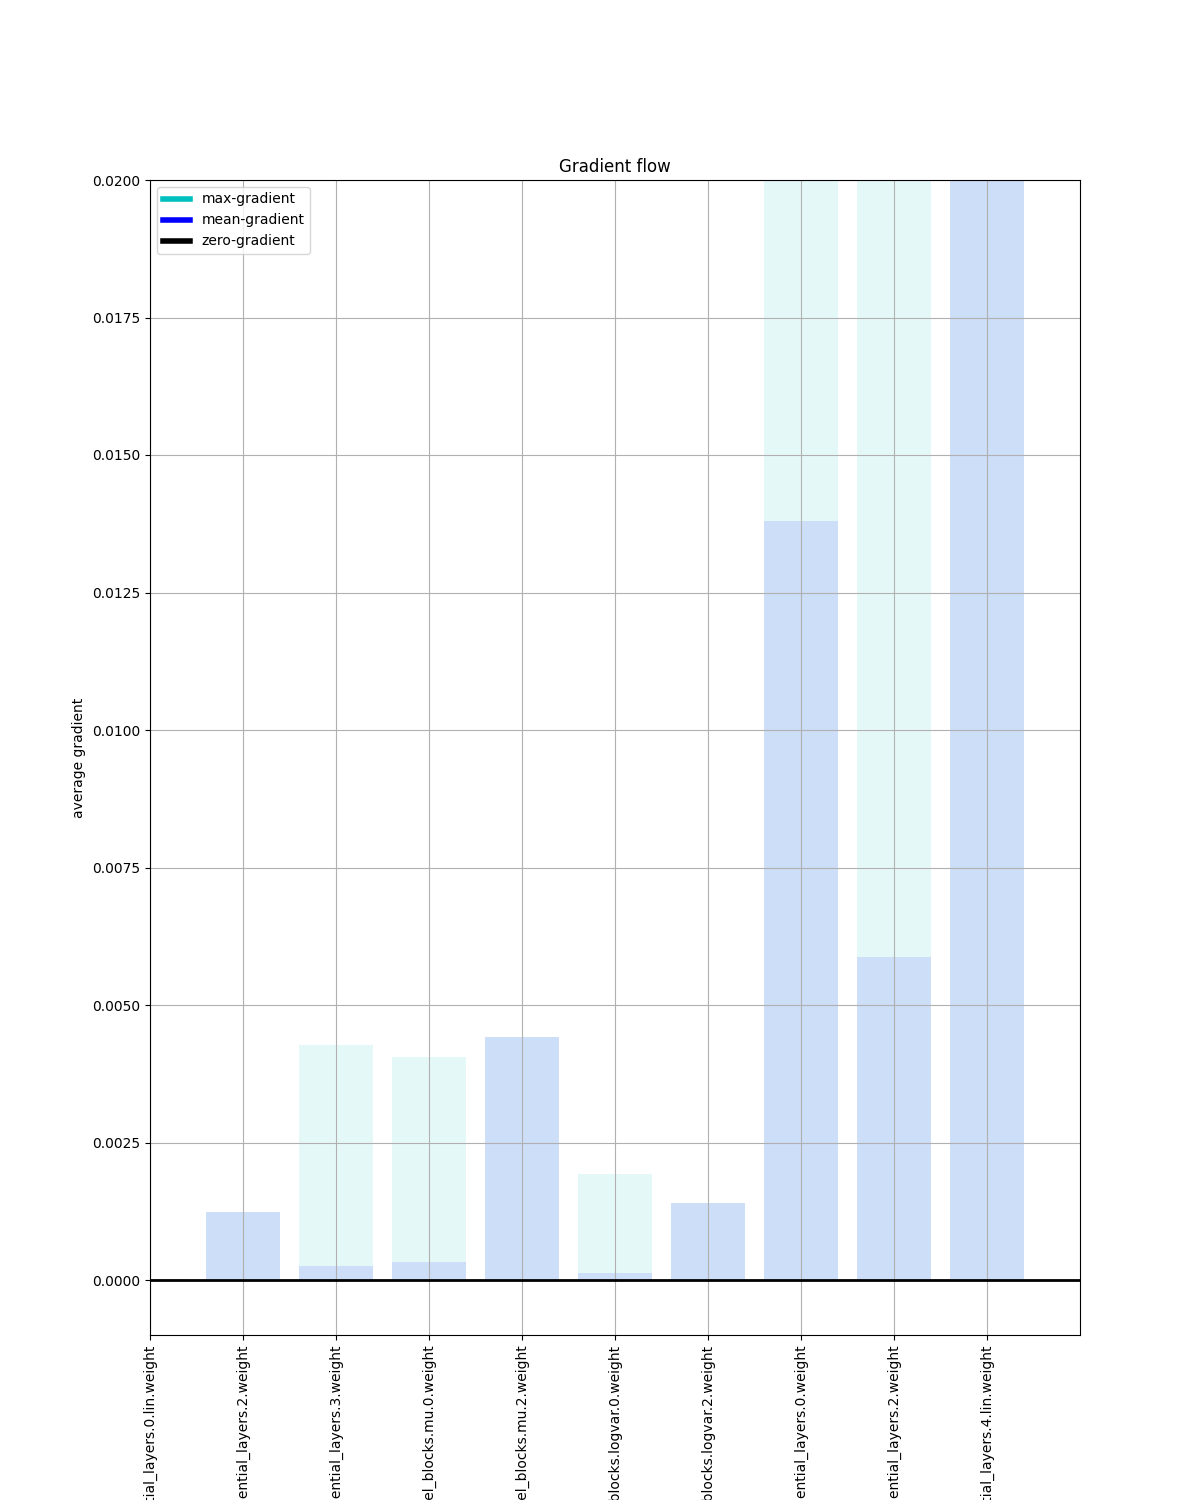 Gradient flow
max-gradient
mean-gradient
zero-gradient
0.0200
0.0175
0.0150
0.0125
0.0100
0.0075
0.0050
0.0025
0.0000
average gradient
tial_layers.0.lin.weight
ential_layers.2.weight
ential_layers.3.weight
el_blocks.mu.0.weight
el_blocks.mu.2.weight
blocks.logvar.0.weight
blocks.logvar.2.weight
ential_layers.0.weight
ential_layers.2.weight
tial_layers.4.lin.weight